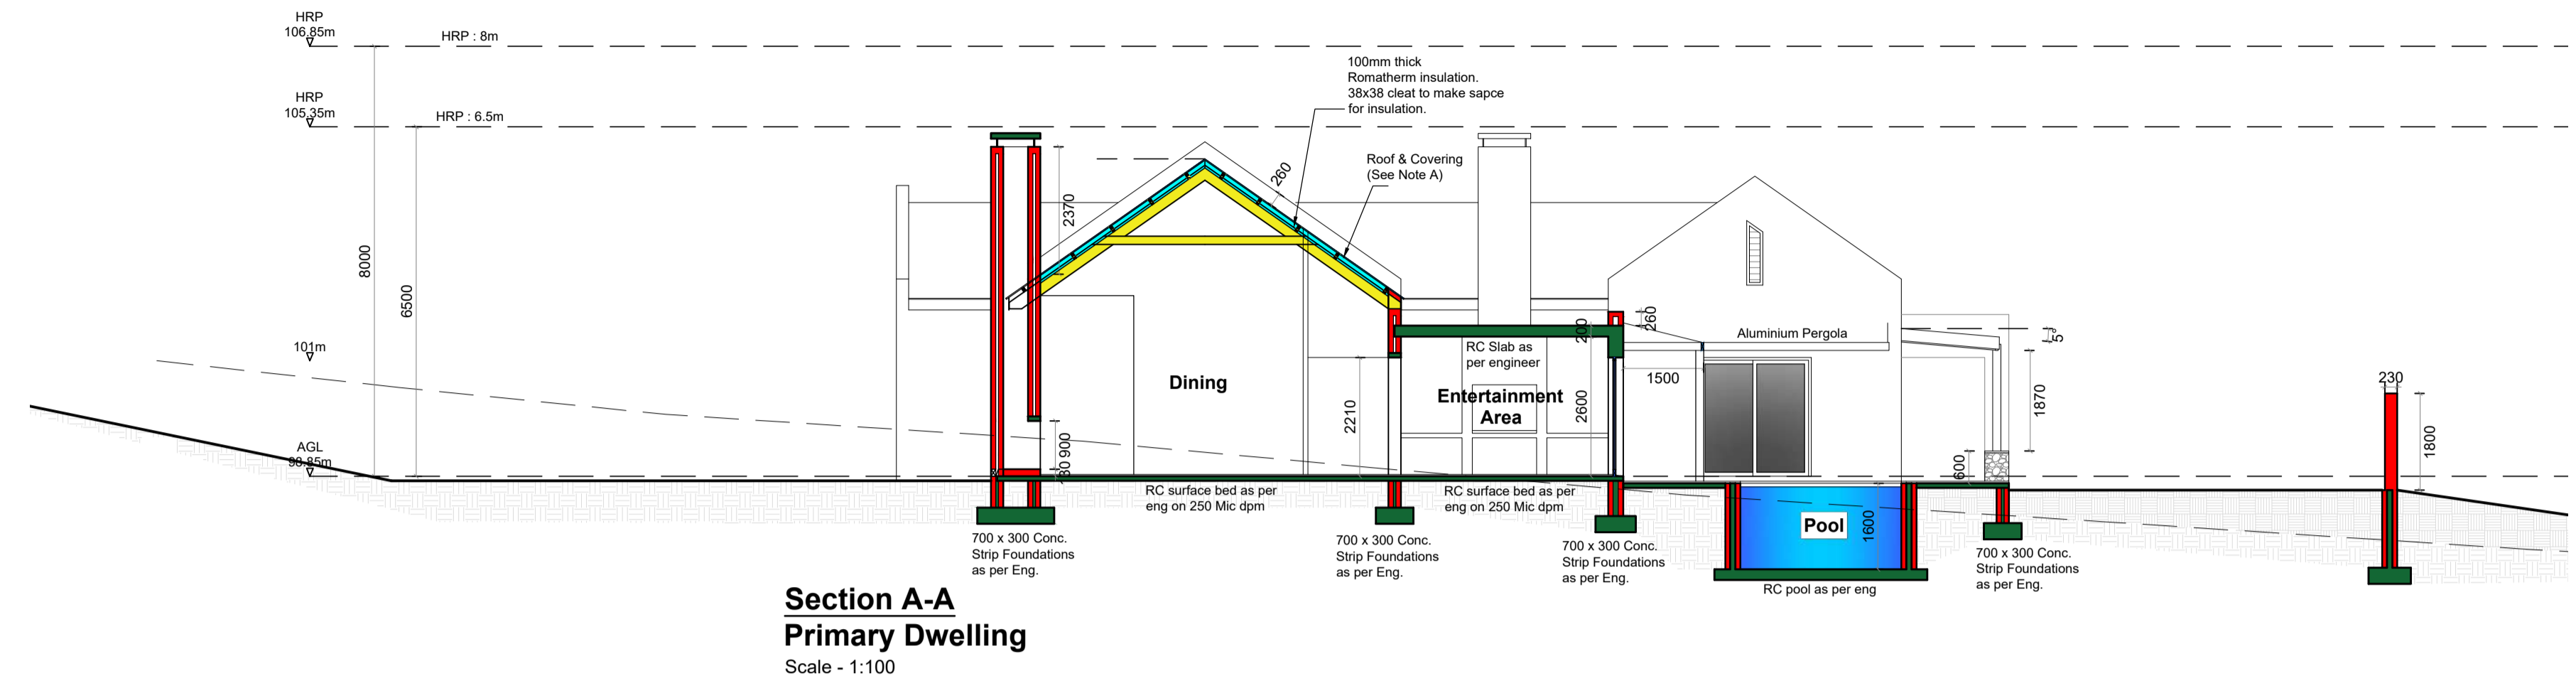 HRP
106.85m
HRP : 8m
HRP
105.35m
HRP : 6.5m
100mm thick
Romatherm insulation.
38x38 cleat to make sapce
for insulation.
Roof & Covering
(See Note A)
260
2370
8000
6500
101m
AGL
98.85m
Dining
900
2210
RC Slab as
per engineer
200
260
Entertainment
Area
2600
1500
Aluminium Pergola
5°
1870
600
230
1800
RC surface bed as per
eng on 250 Mic dpm
RC surface bed as per
eng on 250 Mic dpm
Pool
1600
700 x 300 Conc.
Strip Foundations
as per Eng.
700 x 300 Conc.
Strip Foundations
as per Eng.
700 x 300 Conc.
Strip Foundations
as per Eng.
700 x 300 Conc.
Strip Foundations
as per Eng.
RC pool as per eng
Section A-A
Primary Dwelling
Scale - 1:100